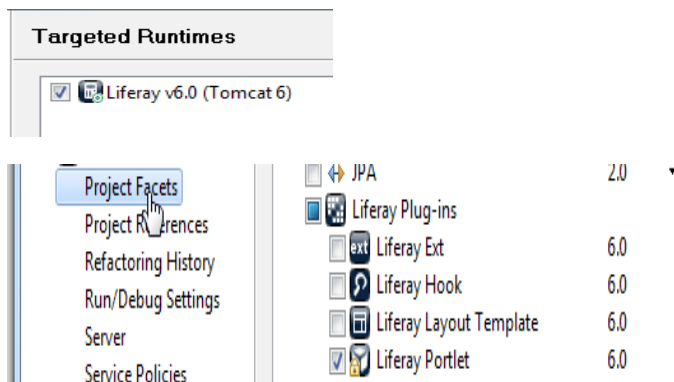 Targeted Runtimes
Liferay v6.0 (Tomcat 6)
Project Facets
Project References
Refactoring History
Run/Debug Settings
Server
Service Policies
JPA 2.0
Liferay Plug-ins
ext Liferay Ext 6.0
Liferay Hook 6.0
Liferay Layout Template 6.0
Liferay Portlet 6.0